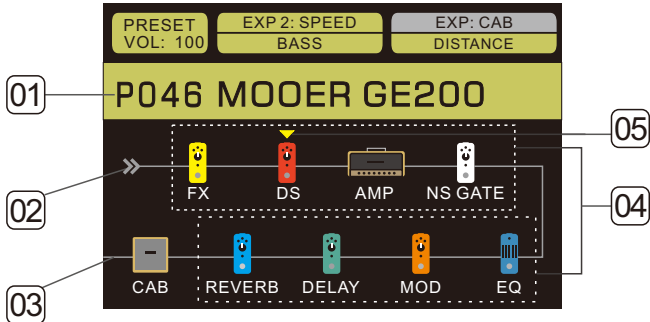 PRESET
VOL: 100
EXP 2: SPEED
BASS
EXP: CAB
DISTANCE
01
P046 MOOER GE200
05
02
FX
DS
AMP
NS GATE
04
03
CAB
REVERB
DELAY
MOD
EQ